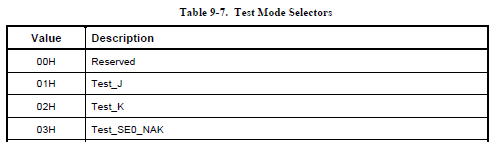 Table 9-7. Test Mode Selectors
Value Description
00H Reserved
01H Test_J
02H Test_K
03H Test_SE0_NAK